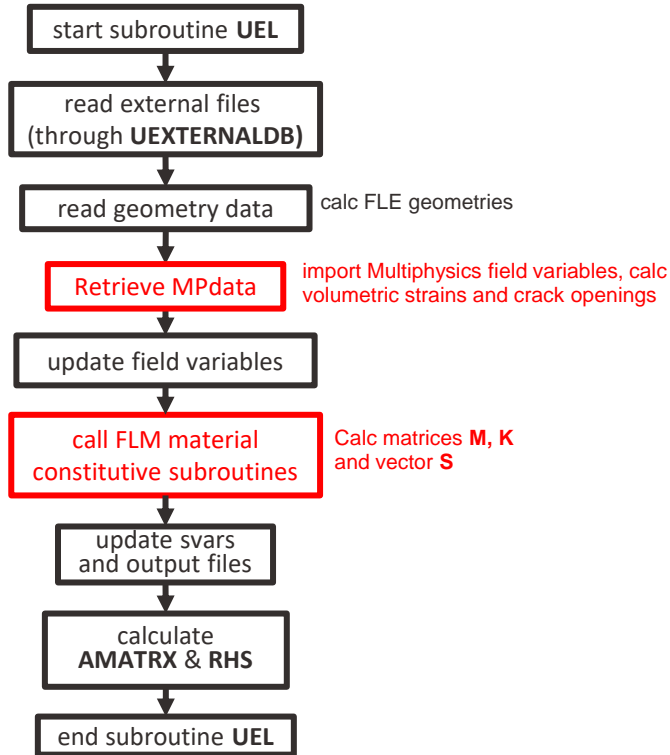 start subroutine UEL
read external files
(through UEXTERNALDB)
read geometry data
calc FLE geometries
Retrieve MPdata
import Multiphysics field variables, calc
volumetric strains and crack openings
update field variables
call FLM material
constitutive subroutines
Calc matrices M, K
and vector S
update svars
and output files
calculate
AMATRX & RHS
end subroutine UEL